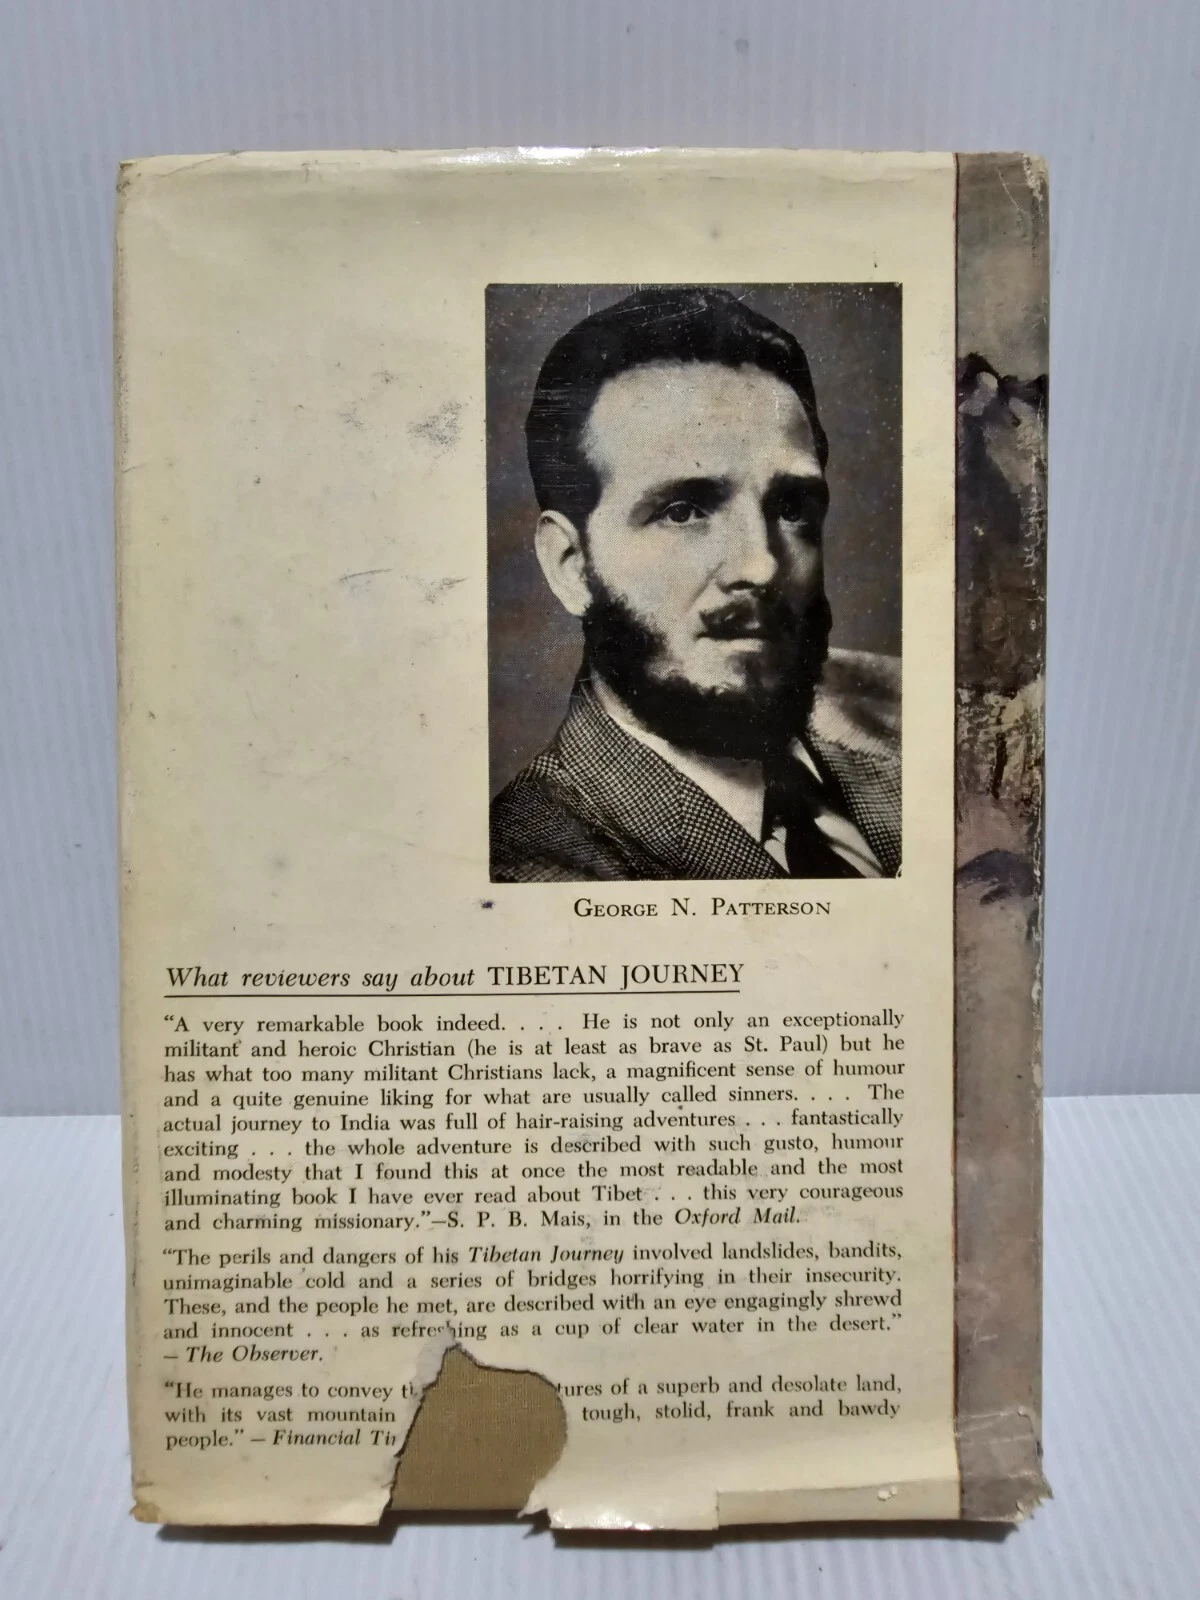 George N. Patterson
What reviewers say about TIBETAN JOURNEY
“A very remarkable book indeed. . . . He is not only an exceptionally
militant and heroic Christian (he is at least as brave as St. Paul) but he
has what too many militant Christians lack, a magnificent sense of humour
and a quite genuine liking for what are usually called sinners. . . . The
actual journey to India was full of hair-raising adventures . . . fantastically
exciting . . . the whole adventure is described with such gusto, humour
and modesty that I found this at once the most readable and the most
illuminating book I have ever read about Tibet . . . this very courageous
and charming missionary.”—S. P. B. Mais, in the Oxford Mail.
“The perils and dangers of his Tibetan Journey involved landslides, bandits,
unimaginable cold and a series of bridges horrifying in their insecurity.
These, and the people he met, are described with an eye engagingly shrewd
and innocent . . . as refreshing as a cup of clear water in the desert.”
— The Observer.
“He manages to convey of a superb and desolate land,
with its vast mountain tough, stolid, frank and bawdy
people.” — Financial